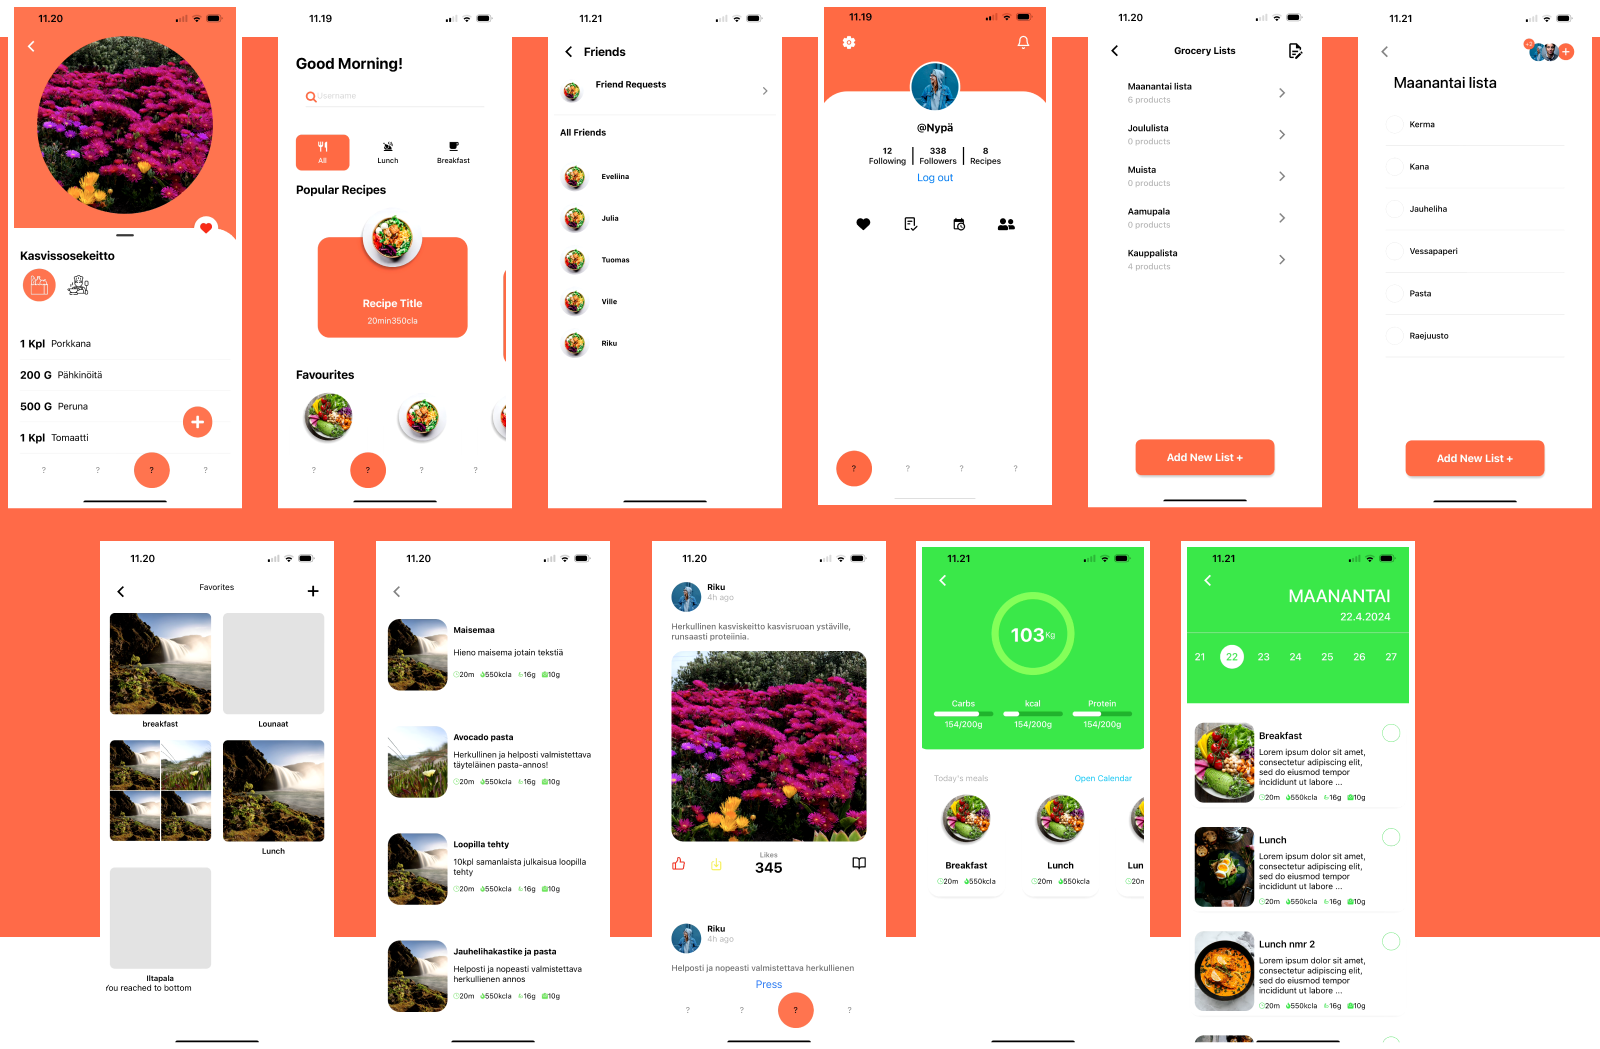 11.20
Kasvissosekeitto
1 Kpl Porkkana
200 G Pähkinöitä
500 G Peruna
1 Kpl Tomaatti
? ? ? ?
11.19
Good Morning!
Username
All Lunch Breakfast
Popular Recipes
Recipe Title
20min350cla
Favourites
? ? ? ?
11.21
Friends
Friend Requests
All Friends
Eveliina
Julia
Tuomas
Ville
Riku
11.19
@Nypä
12 338 8
Following Followers Recipes
Log out
? ? ? ?
11.20
Grocery Lists
Maanantai lista
6 products
Joululista
0 products
Muista
0 products
Aamupala
0 products
Kauppalista
4 products
Add New List +
11.21
+2
Maanantai lista
Kerma
Kana
Jauheliha
Vessapaperi
Pasta
Raejuusto
Add New List +
11.20
Favorites
breakfast Lounaat
Lunch
Iltapala
You reached to bottom
11.20
Maisemaa
Hieno maisema jotain tekstiä
20m 550kcla 16g 10g
Avocado pasta
Herkullinen ja helposti valmistettava
täyteläinen pasta-annos!
20m 550kcla 16g 10g
Loopilla tehty
10kpl samanlaista julkaisua loopilla
tehty
20m 550kcla 16g 10g
Jauhelihakastike ja pasta
Helposti ja nopeasti valmistettava
herkullienen annos
20m 550kcla 16g 10g
11.20
Riku
4h ago
Herkullinen kasviskeitto kasvisruoan ystäville,
runsaasti proteiinia.
Likes
345
Riku
4h ago
Helposti ja nopeasti valmistettava herkullienen
Press
? ? ? ?
11.21
103 Kg
Carbs kcal Protein
154/200g 154/200g 154/200g
Today's meals Open Calendar
Breakfast Lunch Lun
20m 550kcla 20m 550kcla 20n
11.21
MAANANTAI
22.4.2024
21 22 23 24 25 26 27
Breakfast
Lorem ipsum dolor sit amet,
consectetur adipiscing elit,
sed do eiusmod tempor
incididunt ut labore ...
20m 550kcla 16g 10g
Lunch
Lorem ipsum dolor sit amet,
consectetur adipiscing elit,
sed do eiusmod tempor
incididunt ut labore ...
20m 550kcla 16g 10g
Lunch nmr 2
Lorem ipsum dolor sit amet,
consectetur adipiscing elit,
sed do eiusmod tempor
incididunt ut labore ...
20m 550kcla 16g 10g